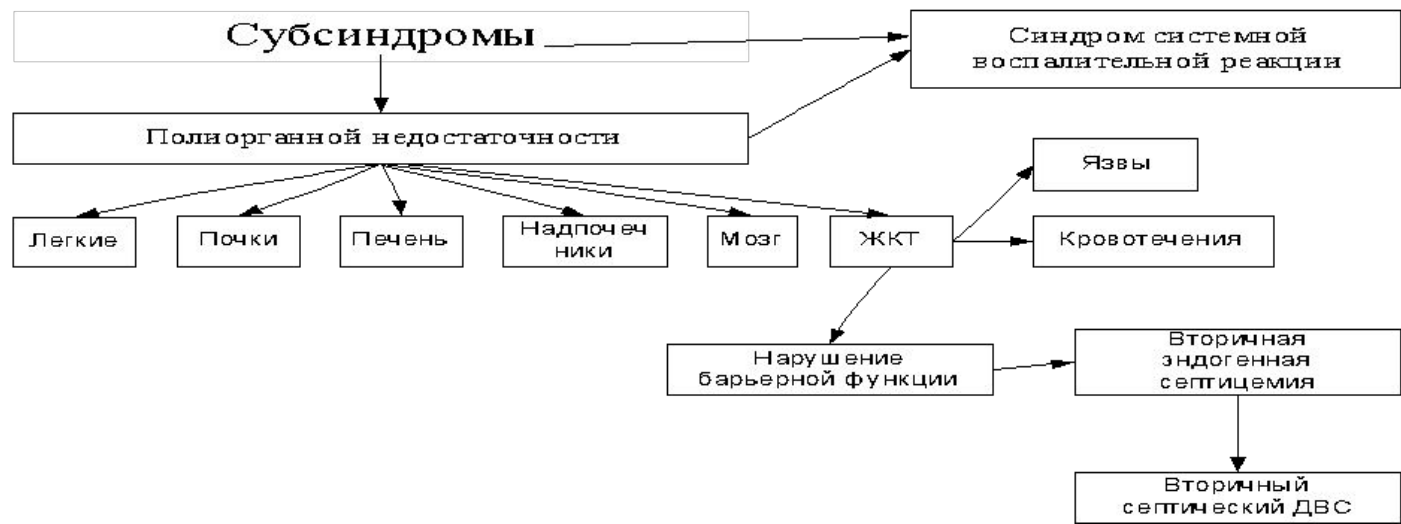 Субсиндромы
Синдром системной
воспалительной реакции
Полиорганной недостаточности
Язвы
Легкие
Почки
Печень
Надпочеч
ники
Мозг
ЖКТ
Кровотечения
Нарушение
барьерной функции
Вторичная
эндогенная
септицемия
Вторичный
септический ДВС